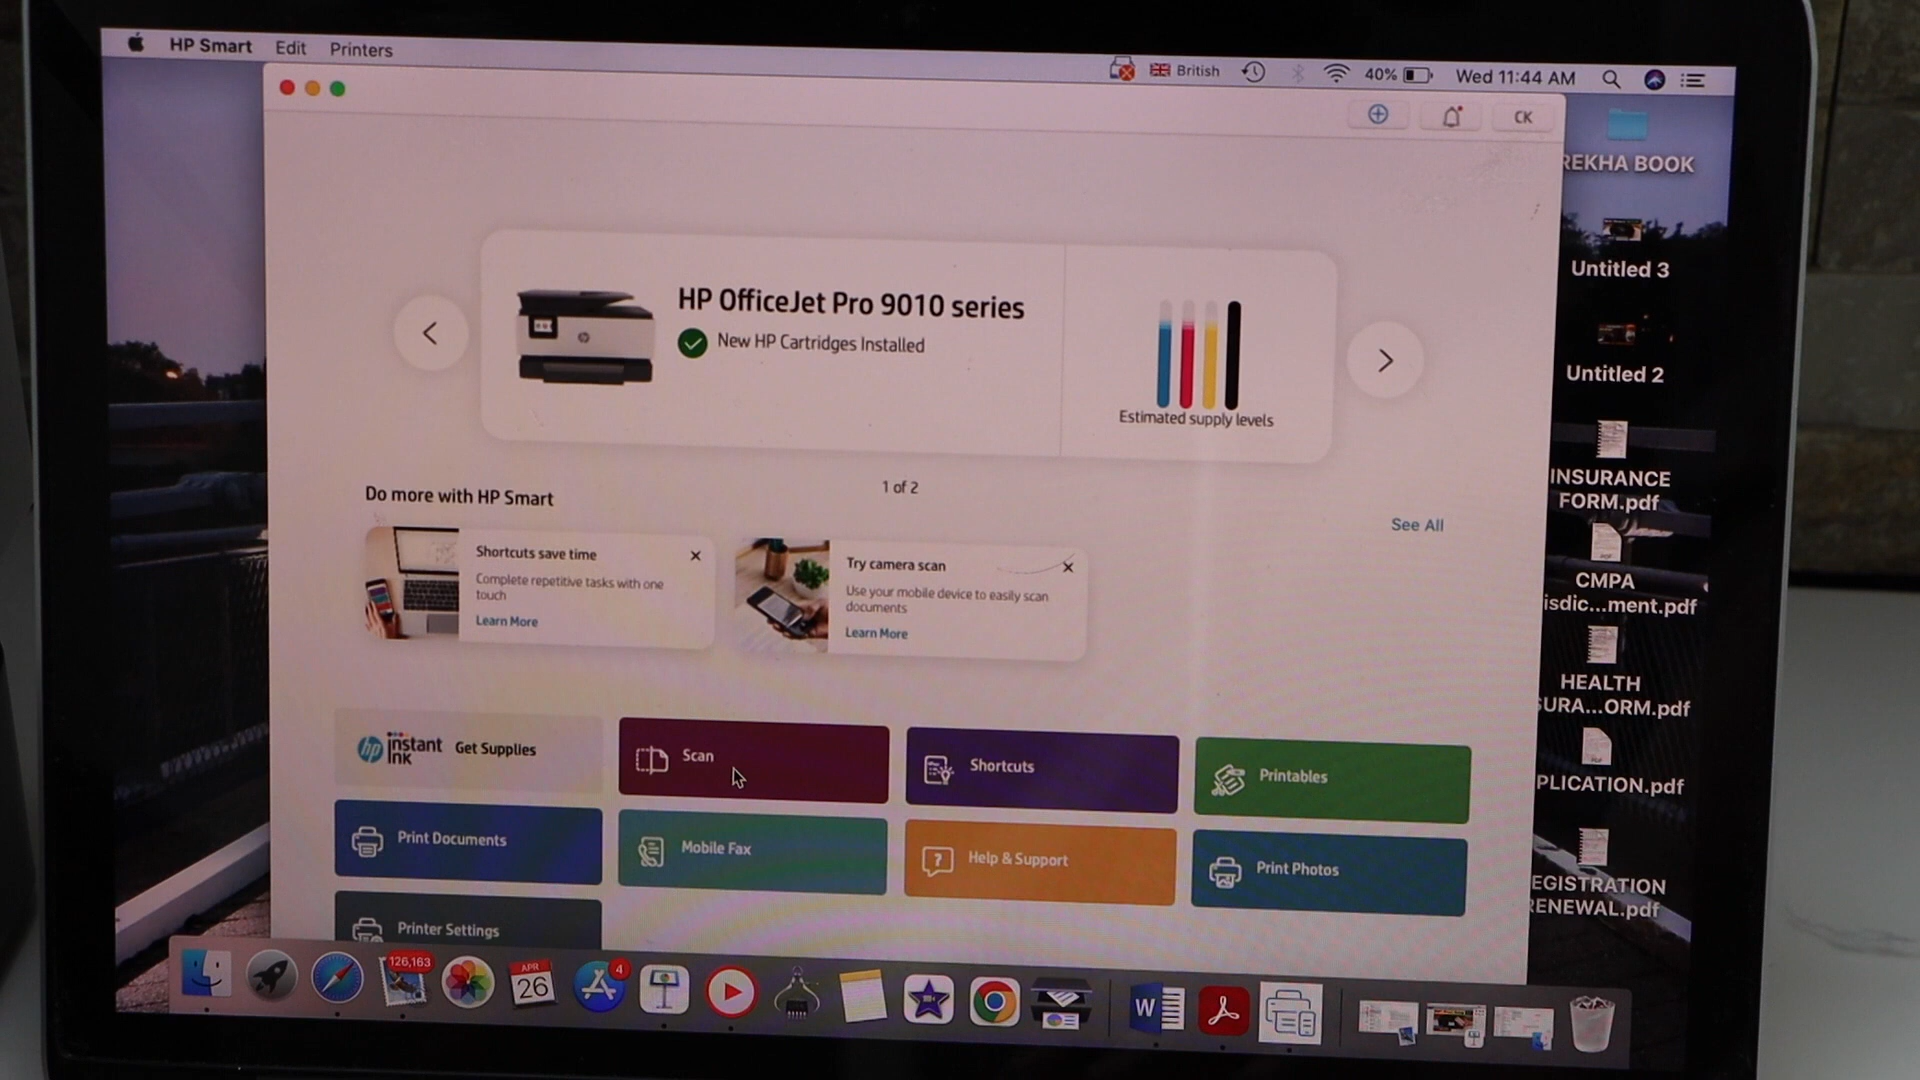 HP Smart Edit Printers
British 40% Wed 11:44 AM
CK
REKHA BOOK
Untitled 3
Untitled 2
INSURANCE
FORM.pdf
CMPA
isdic...ment.pdf
HEALTH
SURA...ORM.pdf
PLICATION.pdf
EGISTRATION
RENEWAL.pdf
HP OfficeJet Pro 9010 series
New HP Cartridges Installed
Estimated supply levels
1 of 2
Do more with HP Smart
See All
Shortcuts save time
Complete repetitive tasks with one
touch
Learn More
Try camera scan
Use your mobile device to easily scan
documents
Learn More
hp instant ink Get Supplies
Scan
Shortcuts
Printables
Print Documents
Mobile Fax
Help & Support
Print Photos
Printer Settings
126,163
APR
26
4
W